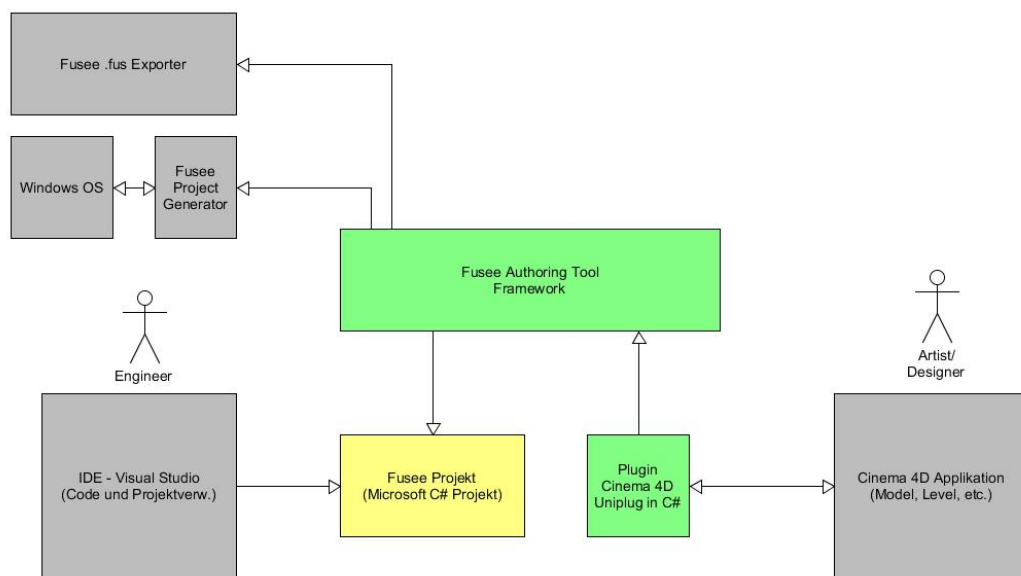 Fusee .fus Exporter
Windows OS
Fusee
Project
Generator
Fusee Authoring Tool
Framework
Engineer
Artist/
Designer
IDE - Visual Studio
(Code und Projektverw.)
Fusee Projekt
(Microsoft C# Projekt)
Plugin
Cinema 4D
Uniplug in C#
Cinema 4D Applikation
(Model, Level, etc.)